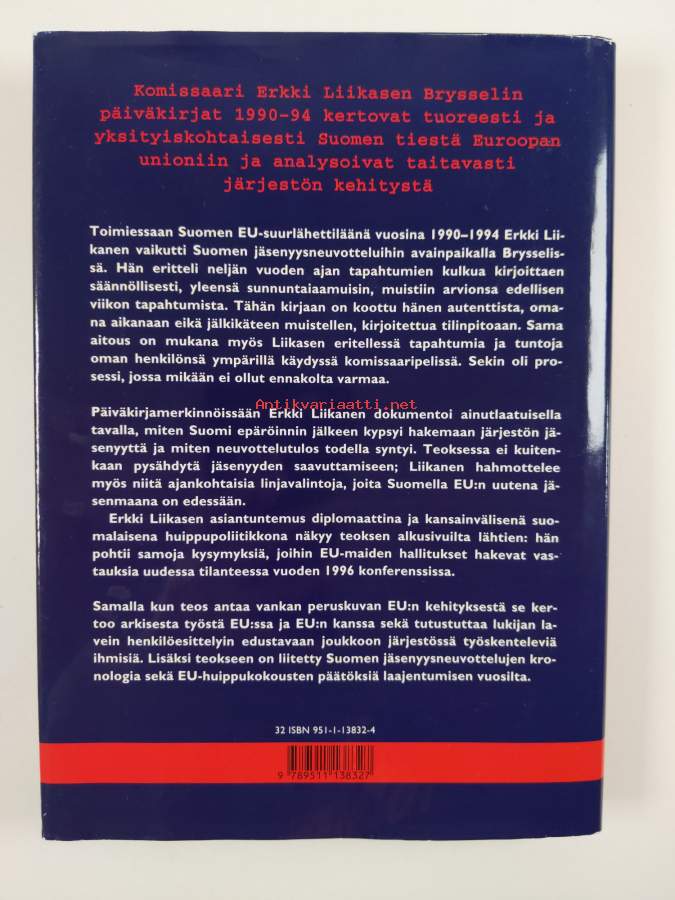 Komissaari Erkki Liikasen Brysselin
päiväkirjat 1990-94 kertovat tuoreesti ja
yksityiskohtaisesti Suomen tiestä Euroopan
unioniin ja analysoivat taitavasti
järjestön kehitystä
Toimiessaan Suomen EU-suurlähettiläänä vuosina 1990–1994 Erkki Lii-
kanen vaikutti Suomen jäsenyysneuvotteluihin avainpaikalla Brysselis-
sä. Hän eritteli neljän vuoden ajan tapahtumien kulkua kirjoittaen
säännöllisesti, yleensä sunnuntaiaamuisin, muistiin arvionsa edellisen
viikon tapahtumista. Tähän kirjaan on koottu hänen autenttista, oma-
na aikanaan eikä jälkikäteen muistellen, kirjoitettua tilinpitoaan. Sama
aitous on mukana myös Liikasen eritellessä tapahtumia ja tuntoja
oman henkilönsä ympärillä käydyssä komissaaripelissä. Sekin oli pro-
sessi, jossa mikään ei ollut ennakolta varmaa.
Antikvariaatti.net
Päiväkirjamerkinnöissään Erkki Liikanen dokumentoi ainutlaatuisella
tavalla, miten Suomi epäröinnin jälkeen kypsyi hakemaan järjestön jä-
senyyttä ja miten neuvottelutulos todella syntyi. Teoksessa ei kuiten-
kaan pysähdytä jäsenyyden saavuttamiseen; Liikanen hahmottelee
myös niitä ajankohtaisia linjavalintoja, joita Suomella EU:n uutena jä-
senmaana on edessään.
Erkki Liikasen asiantuntemus diplomaattina ja kansainvälisenä suo-
malaisena huippupoliitikkona näkyy teoksen alkusivuilta lähtien: hän
pohtii samoja kysymyksiä, joihin EU-maiden hallitukset hakevat vas-
tauksia uudessa tilanteessa vuoden 1996 konferenssissa.
Samalla kun teos antaa vankan peruskuvan EU:n kehityksestä se ker-
too arkisesta työstä EU:ssa ja EU:n kanssa sekä tutustuttaa lukijan la-
vein henkilöesittelyin edustavaan joukkoon järjestössä työskenteleviä
ihmisiä. Lisäksi teokseen on liitetty Suomen jäsenyysneuvottelujen kro-
nologia sekä EU-huippukokousten päätöksiä laajentumisen vuosilta.
32 ISBN 951-1-13832-4
9 789511 138327